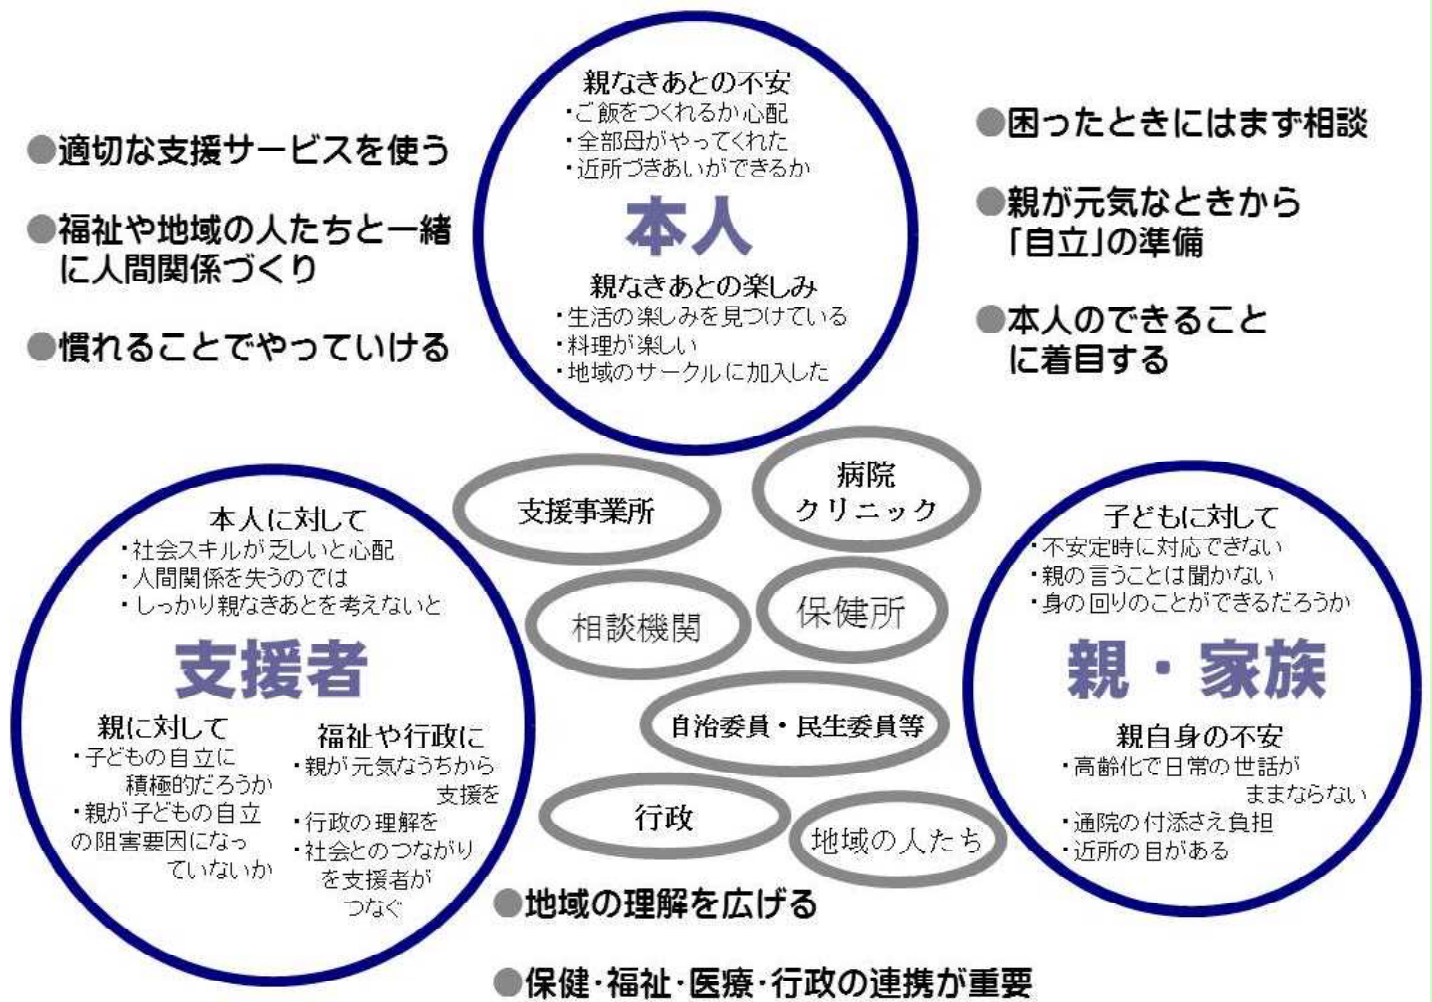 親なきあとの不安
・ご飯をつくれるか心配
・全部母がやってくれた
・近所づきあいができるか
本人
親なきあとの楽しみ
・生活の楽しみを見つけている
・料理が楽しい
・地域のサークルに加入した
●適切な支援サービスを使う
●福祉や地域の人たちと一緒
に人間関係づくり
●慣れることでやっていける
●困ったときにはまず相談
●親が元気なときから
「自立」の準備
●本人のできること
に着目する
支援事業所
病院
クリニック
相談機関
保健所
自治委員・民生委員等
行政
地域の人たち
本人に対して
・社会スキルが乏しいと心配
・人間関係を失うのでは
・しっかり親なきあとを考えないと
支援者
親に対して
・子どもの自立に
積極的だろうか
・親が子どもの自立
の阻害要因になっ
ていないか
福祉や行政に
・親が元気なうちから
支援を
・行政の理解を
・社会とのつながり
を支援者が
つなぐ
子どもに対して
・不安定時に対応できない
・親の言うことは聞かない
・身の回りのことができるだろうか
親・家族
親自身の不安
・高齢化で日常の世話が
ままならない
・通院の付添さえ負担
・近所の目がある
●地域の理解を広げる
●保健・福祉・医療・行政の連携が重要